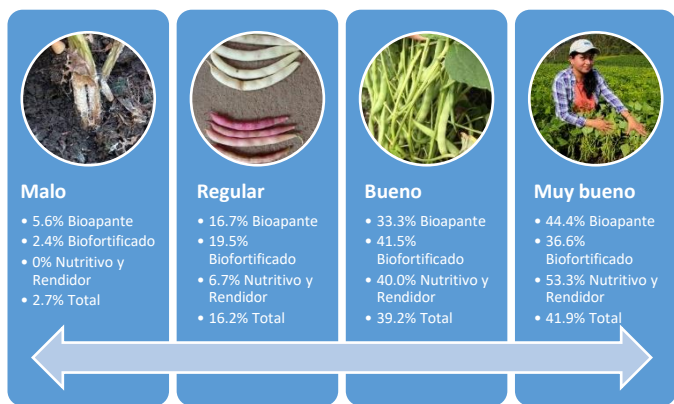 Malo
• 5.6% Bioapante
• 2.4% Biofortificado
• 0% Nutritivo y
Rendidor
• 2.7% Total
Regular
• 16.7% Bioapante
• 19.5%
Biofortificado
• 6.7% Nutritivo y
Rendidor
• 16.2% Total
Bueno
• 33.3% Bioapante
• 41.5%
Biofortificado
• 40.0% Nutritivo y
Rendidor
• 39.2% Total
Muy bueno
• 44.4% Bioapante
• 36.6%
Biofortificado
• 53.3% Nutritivo y
Rendidor
• 41.9% Total